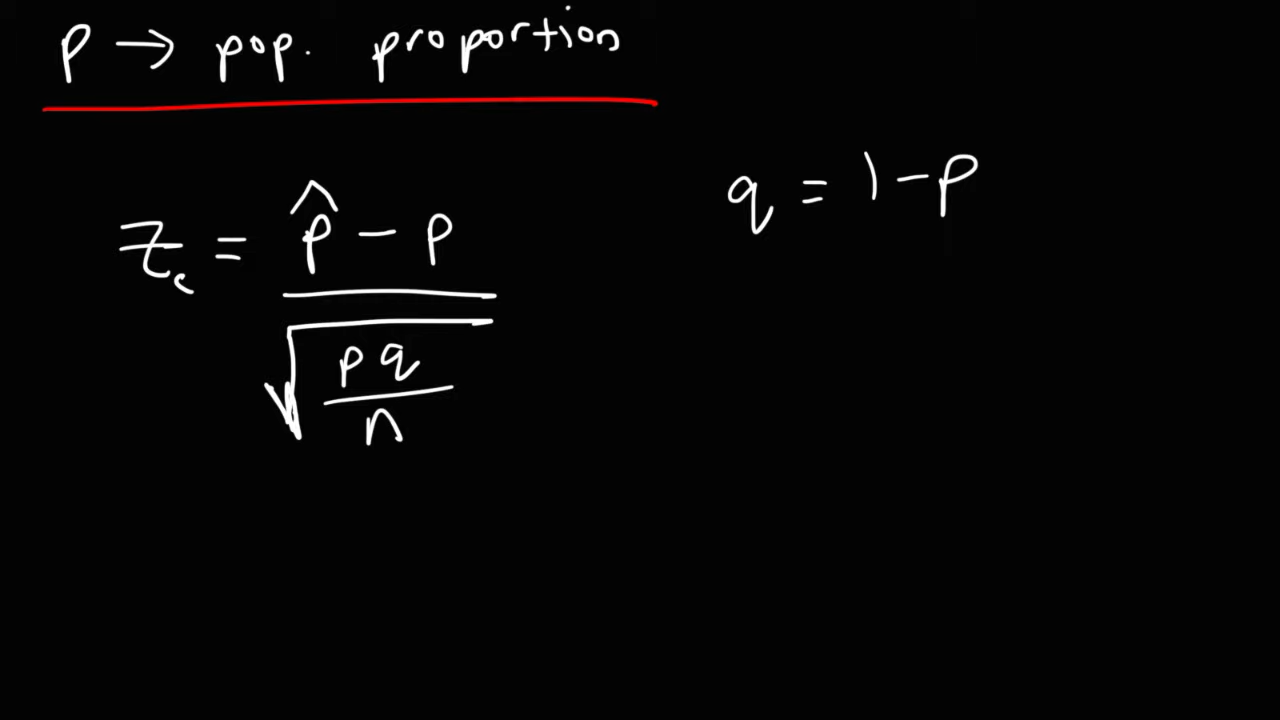 p → pop. proportion
q = 1 - p
Zc = p̂ - p
√ pq
n